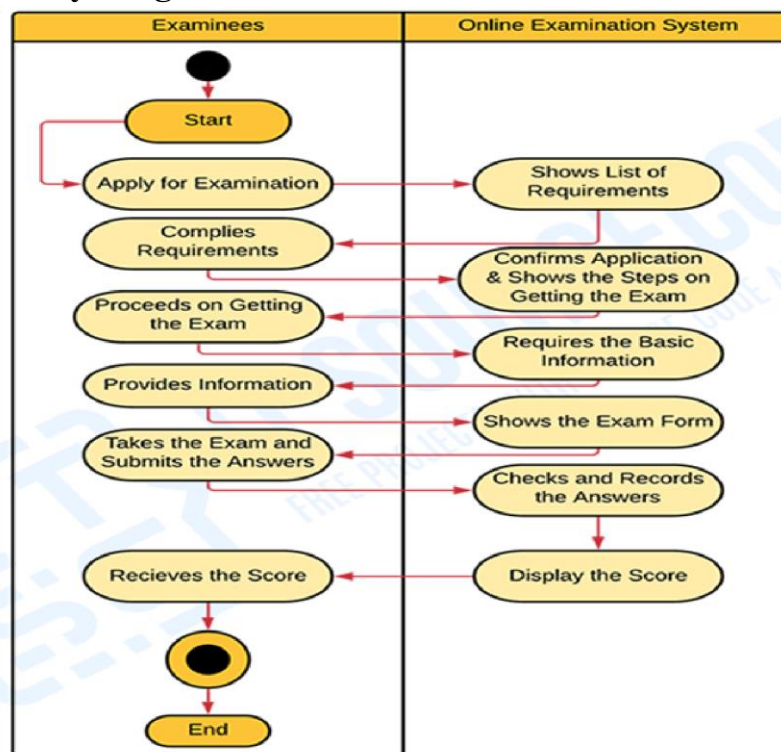 Examinees
Online Examination System
Start
Apply for Examination
Shows List of
Requirements
Complies
Requirements
Confirms Application
& Shows the Steps on
Getting the Exam
Proceeds on Getting
the Exam
Requires the Basic
Information
Provides Information
Shows the Exam Form
Takes the Exam and
Submits the Answers
Checks and Records
the Answers
Display the Score
Recieves the Score
End